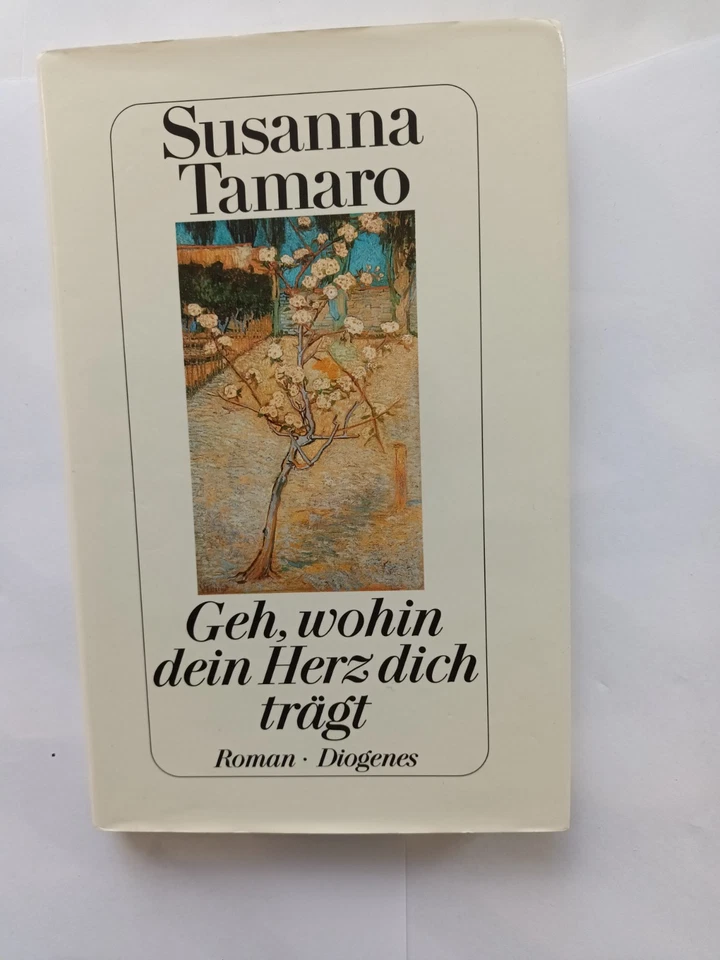 Susanna
Tamaro
Geh, wohin
dein Herz dich
trägt
Roman · Diogenes